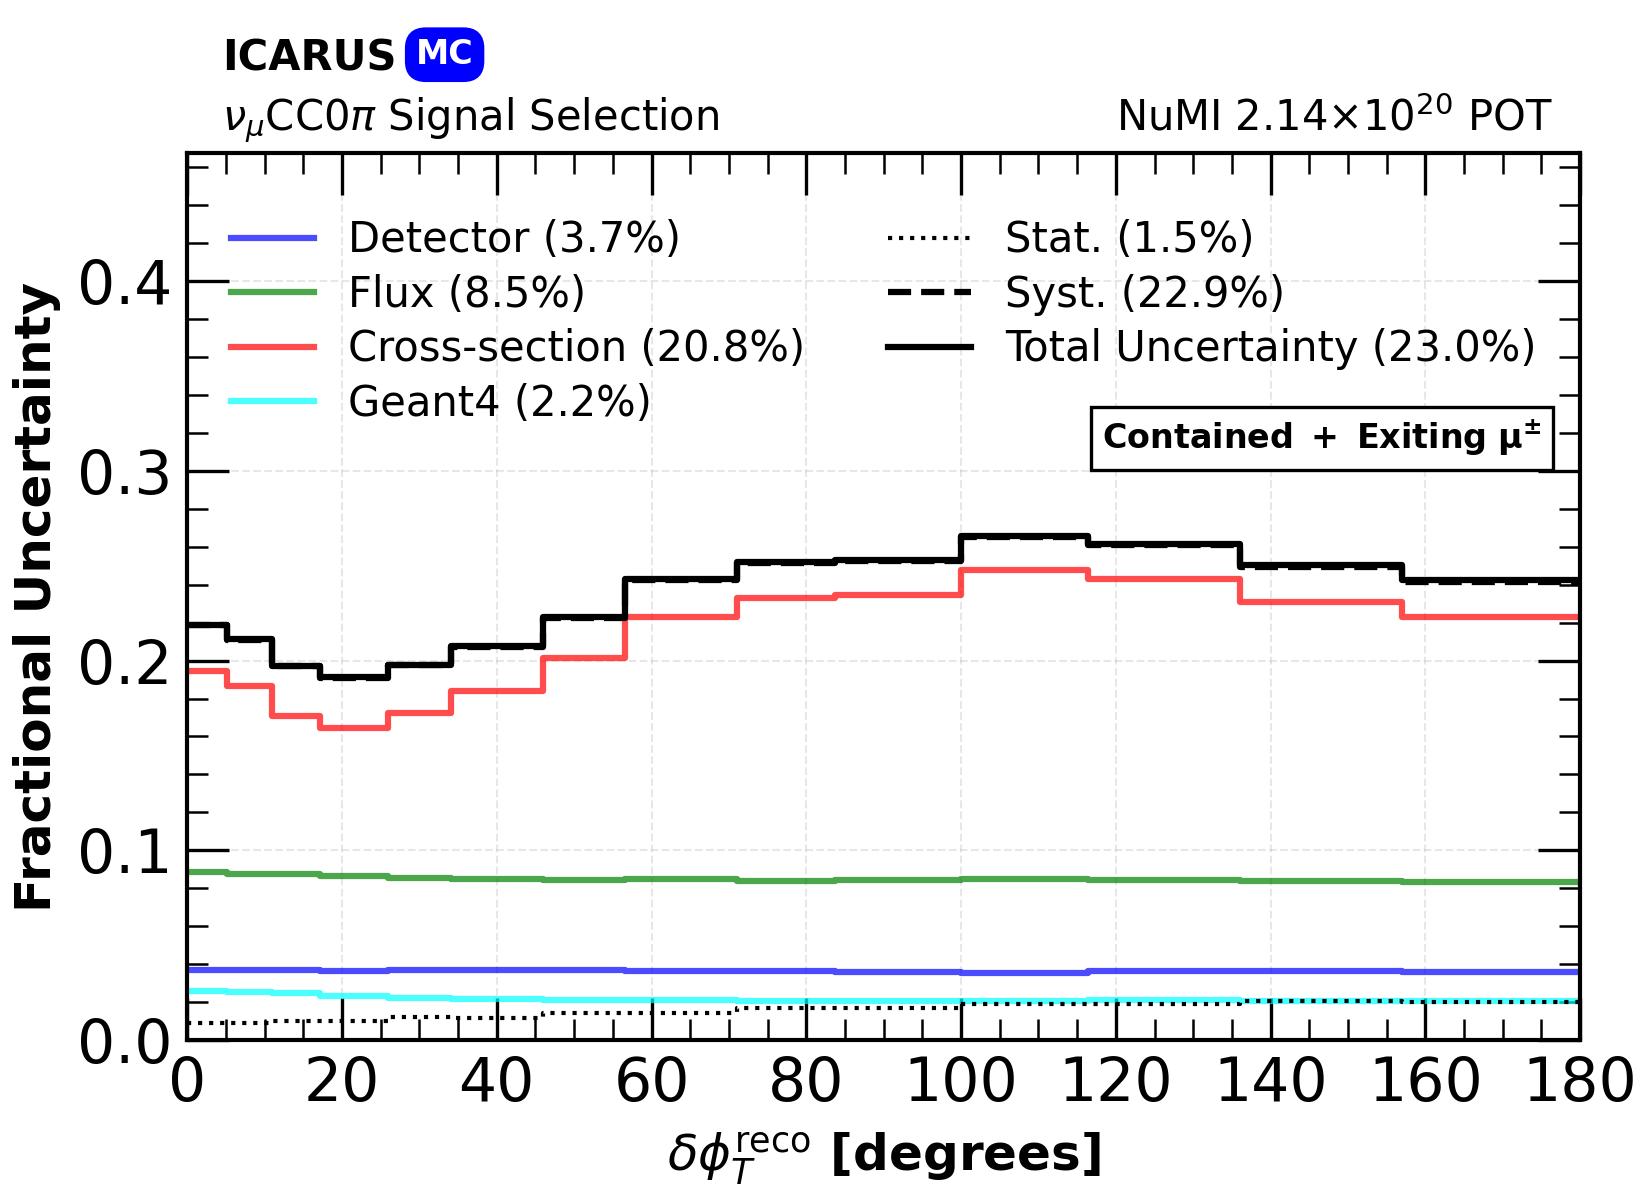 ICARUS MC
νμCC0π Signal Selection
NuMI 2.14×10²⁰ POT
Detector (3.7%)
Flux (8.5%)
Cross-section (20.8%)
Geant4 (2.2%)
Stat. (1.5%)
Syst. (22.9%)
Total Uncertainty (23.0%)
Contained + Exiting μ±
Fractional Uncertainty
0.4
0.3
0.2
0.1
0.0
0 20 40 60 80 100 120 140 160 180
δϕ_T^reco [degrees]